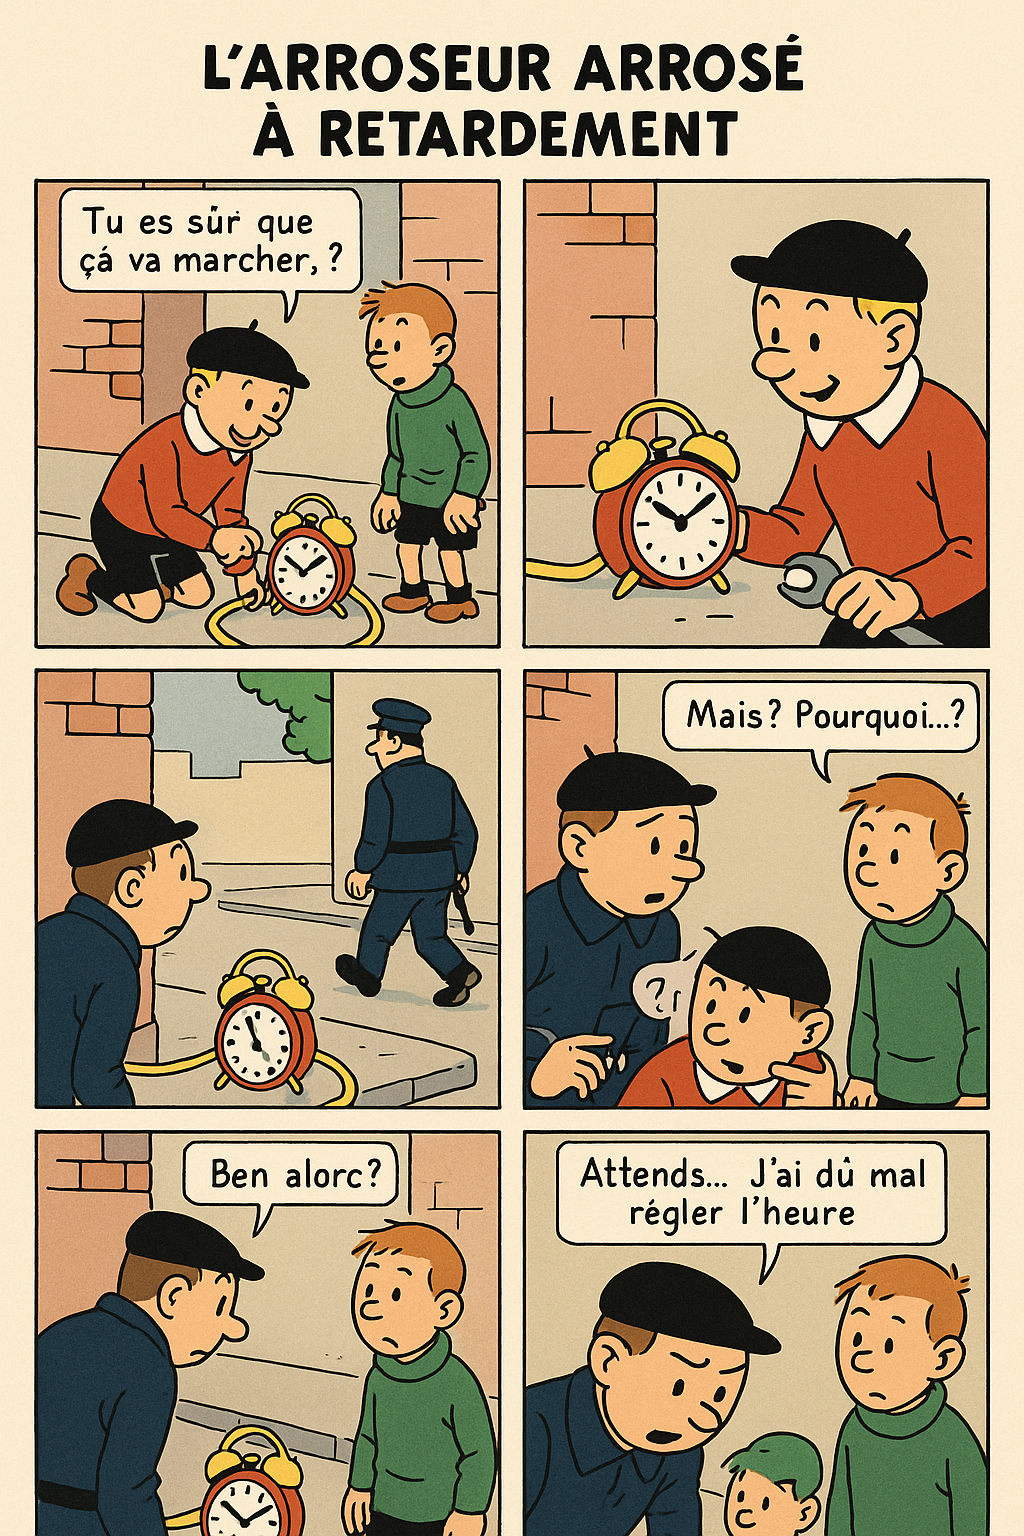 L'ARROSEUR ARROSÉ
À RETARDEMENT
Tu es sûr que
çá va marcher, ?
Mais? Pourquoi...?
?
Ben alorc?
Attends... J'ai dû mal
régler l'heure